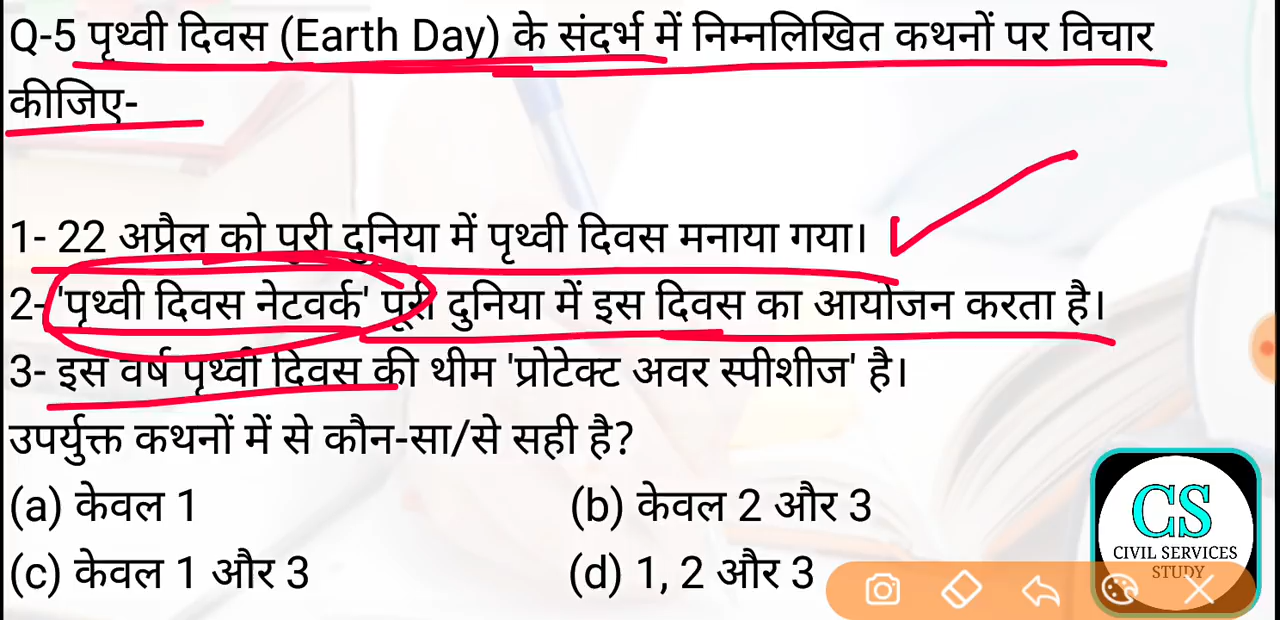 Q-5 पृथ्वी दिवस (Earth Day) के संदर्भ में निम्नलिखित कथनों पर विचार
कीजिए-
1- 22 अप्रैल को पूरी दुनिया में पृथ्वी दिवस मनाया गया।
2- 'पृथ्वी दिवस नेटवर्क' पूरी दुनिया में इस दिवस का आयोजन करता है।
3- इस वर्ष पृथ्वी दिवस की थीम 'प्रोटेक्ट अवर स्पीशीज' है।
उपर्युक्त कथनों में से कौन-सा/से सही है?
(a) केवल 1 (b) केवल 2 और 3
(c) केवल 1 और 3 (d) 1, 2 और 3
CS
CIVIL SERVICES
STUDY